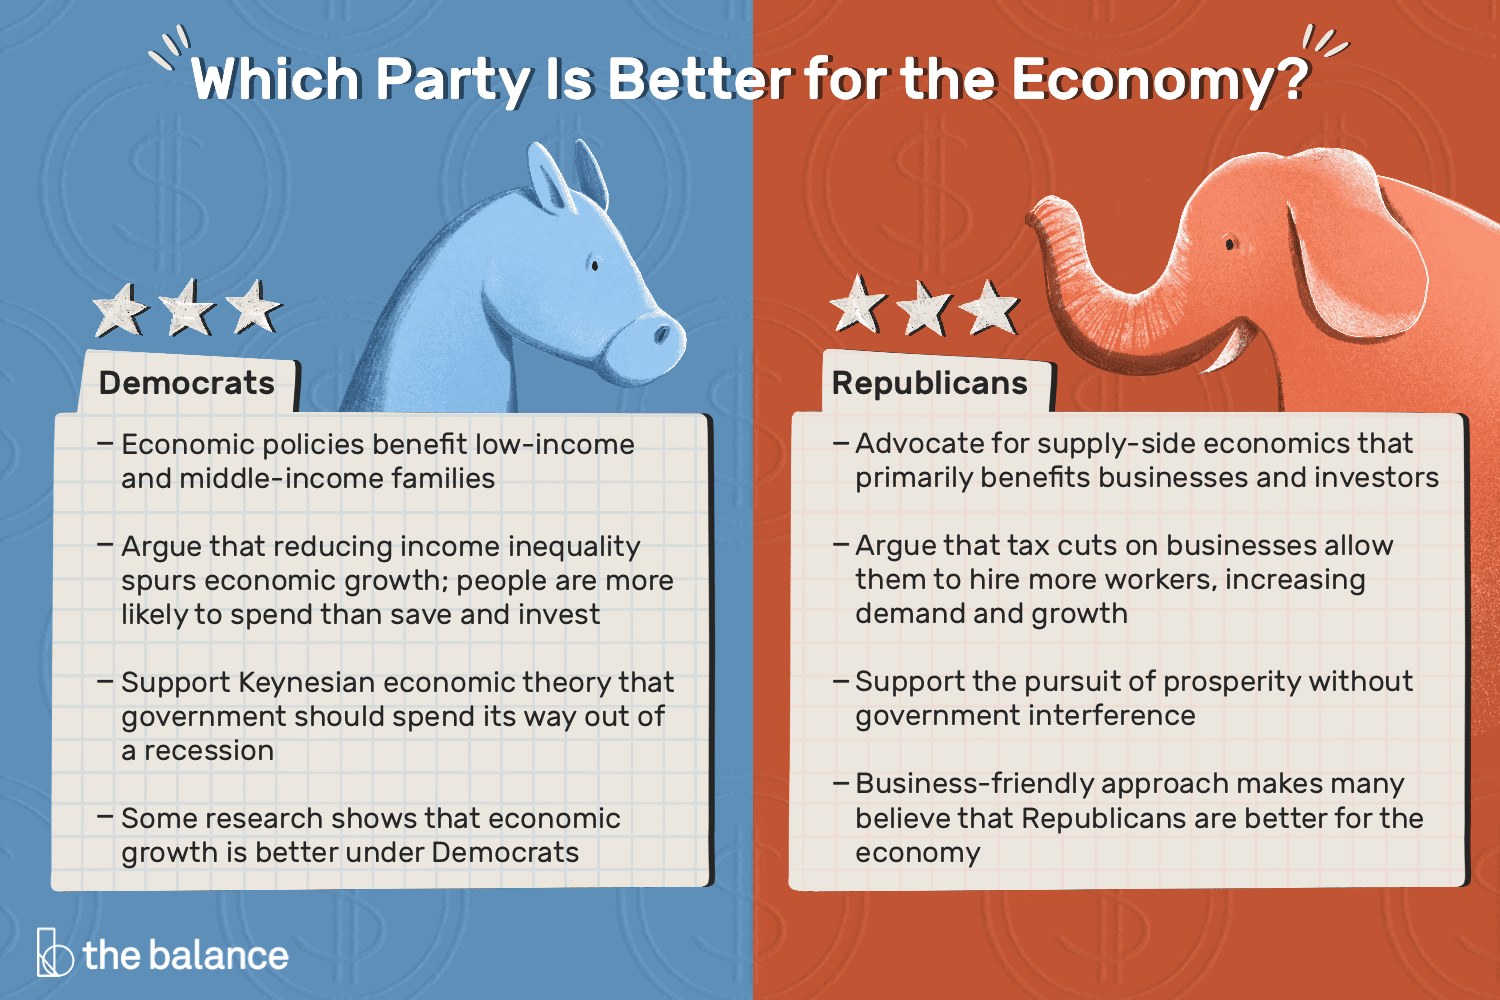 Which Party Is Better for the Economy?
Democrats
– Economic policies benefit low-income
and middle-income families
– Argue that reducing income inequality
spurs economic growth; people are more
likely to spend than save and invest
– Support Keynesian economic theory that
government should spend its way out of
a recession
– Some research shows that economic
growth is better under Democrats
Republicans
– Advocate for supply-side economics that
primarily benefits businesses and investors
– Argue that tax cuts on businesses allow
them to hire more workers, increasing
demand and growth
– Support the pursuit of prosperity without
government interference
– Business-friendly approach makes many
believe that Republicans are better for the
economy
the balance